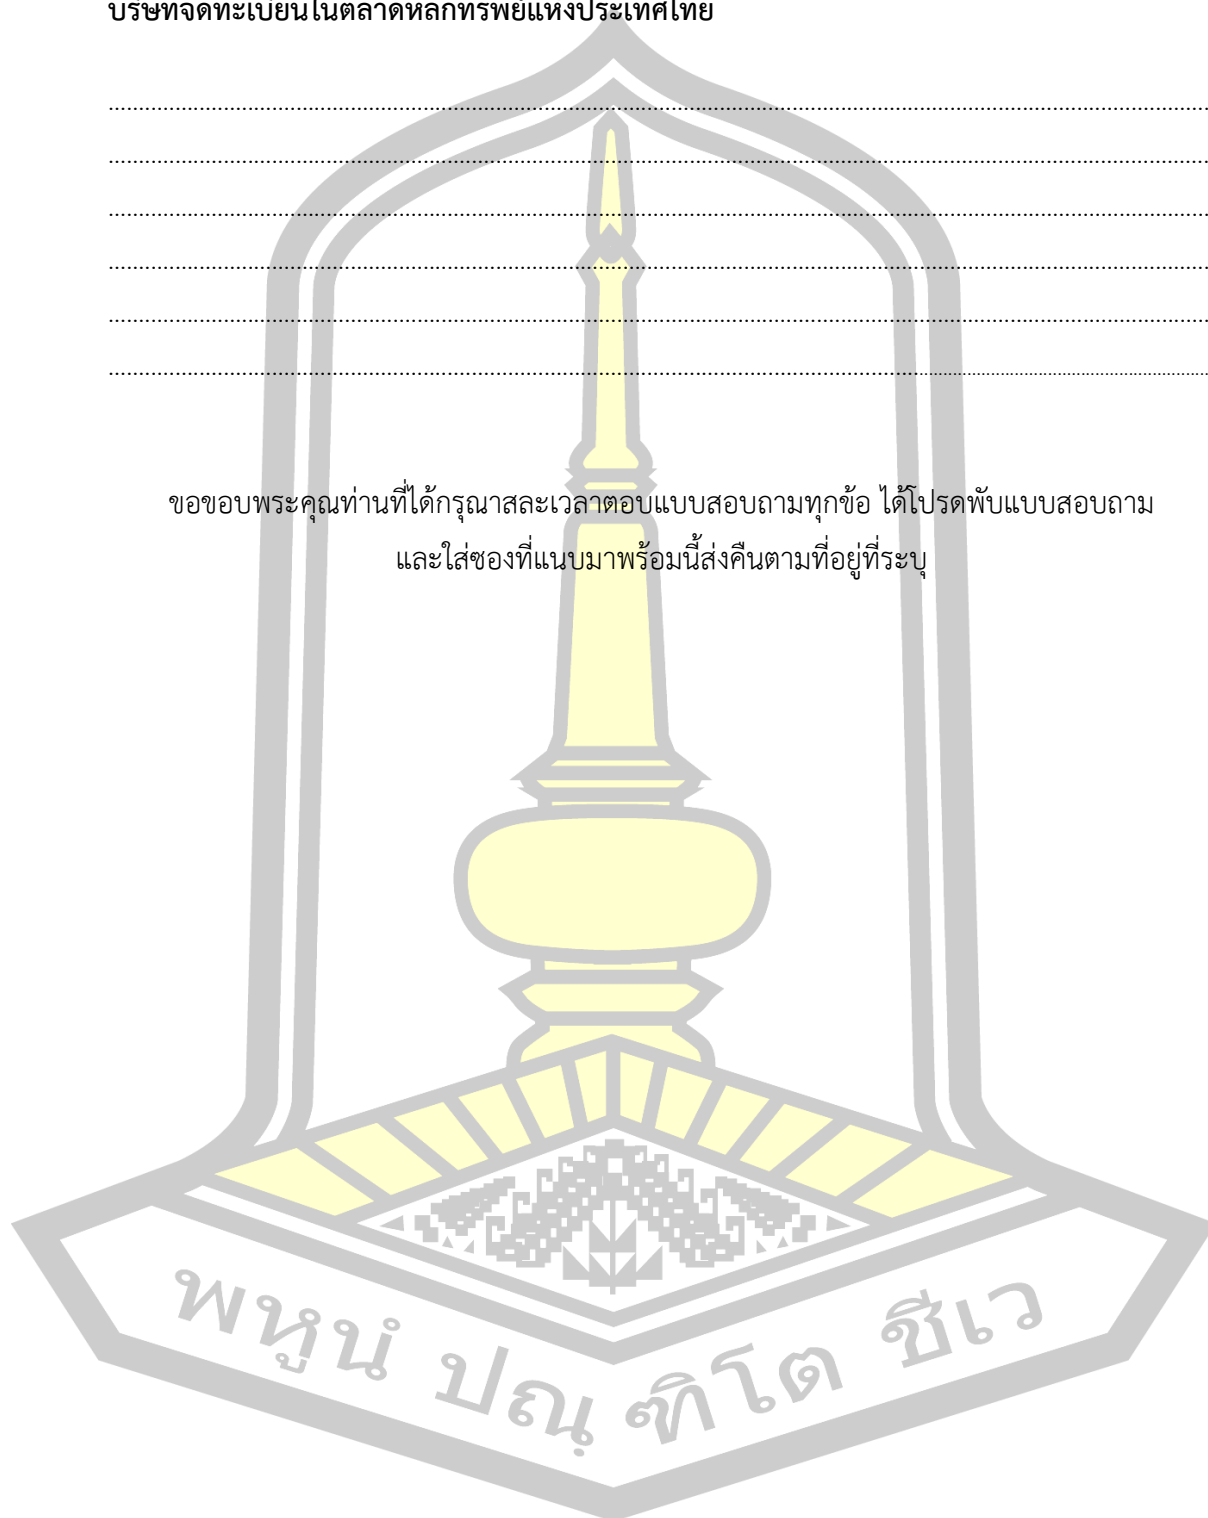 บริษัทจดทะเบียนในตลาดหลักทรัพย์แห่งประเทศไทย
ขอขอบพระคุณท่านที่ได้กรุณาสละเวลาตอบแบบสอบถามทุกข้อ ได้โปรดพับแบบสอบถาม
และใส่ซองที่แนบมาพร้อมนี้ส่งคืนตามที่อยู่ที่ระบุ
พหูนํ ปณฺ ฑิโต ชีเว